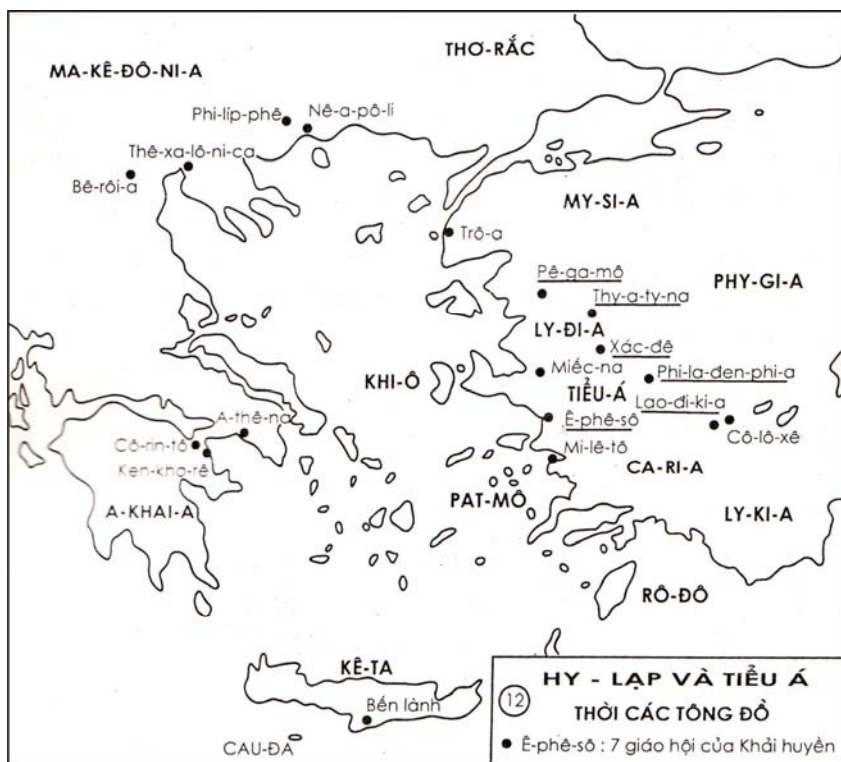 THƠ-RẮC
MA-KÊ-ĐÔ-NI-A
Phi-líp-phê
Nê-a-pô-li
Thê-xa-lô-ni-ca
Bê-rôi-a
MY-SI-A
Trô-a
Pê-ga-mô
PHY-GI-A
Thy-a-ty-na
LY-ĐI-A
Xác-đê
KHI-Ô
Miếc-na
Phi-la-đen-phi-a
TIỂU-Á
A-thê-na
Lao-đi-ki-a
Ê-phê-sô
Cô-lô-xê
Cô-rin-tô
Mi-lê-tô
Ken-kho-rê
CA-RI-A
PAT-MÔ
A-KHAI-A
LY-KI-A
RÔ-ĐÔ
KÊ-TA
Bến lành
CAU-ĐA
HY - LẠP VÀ TIỂU Á
12
THỜI CÁC TÔNG ĐỒ
Ê-phê-sô : 7 giáo hội của Khải huyền